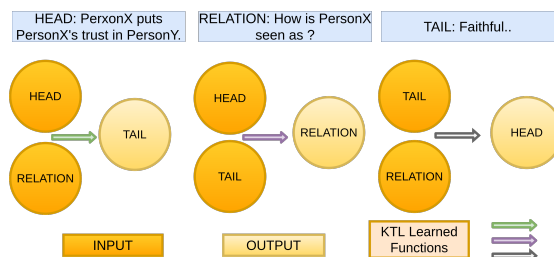 HEAD: PerxonX puts
PersonX's trust in PersonY.
RELATION: How is PersonX
seen as ?
TAIL: Faithful..
HEAD
RELATION
TAIL
HEAD
TAIL
RELATION
TAIL
RELATION
HEAD
INPUT
OUTPUT
KTL Learned
Functions